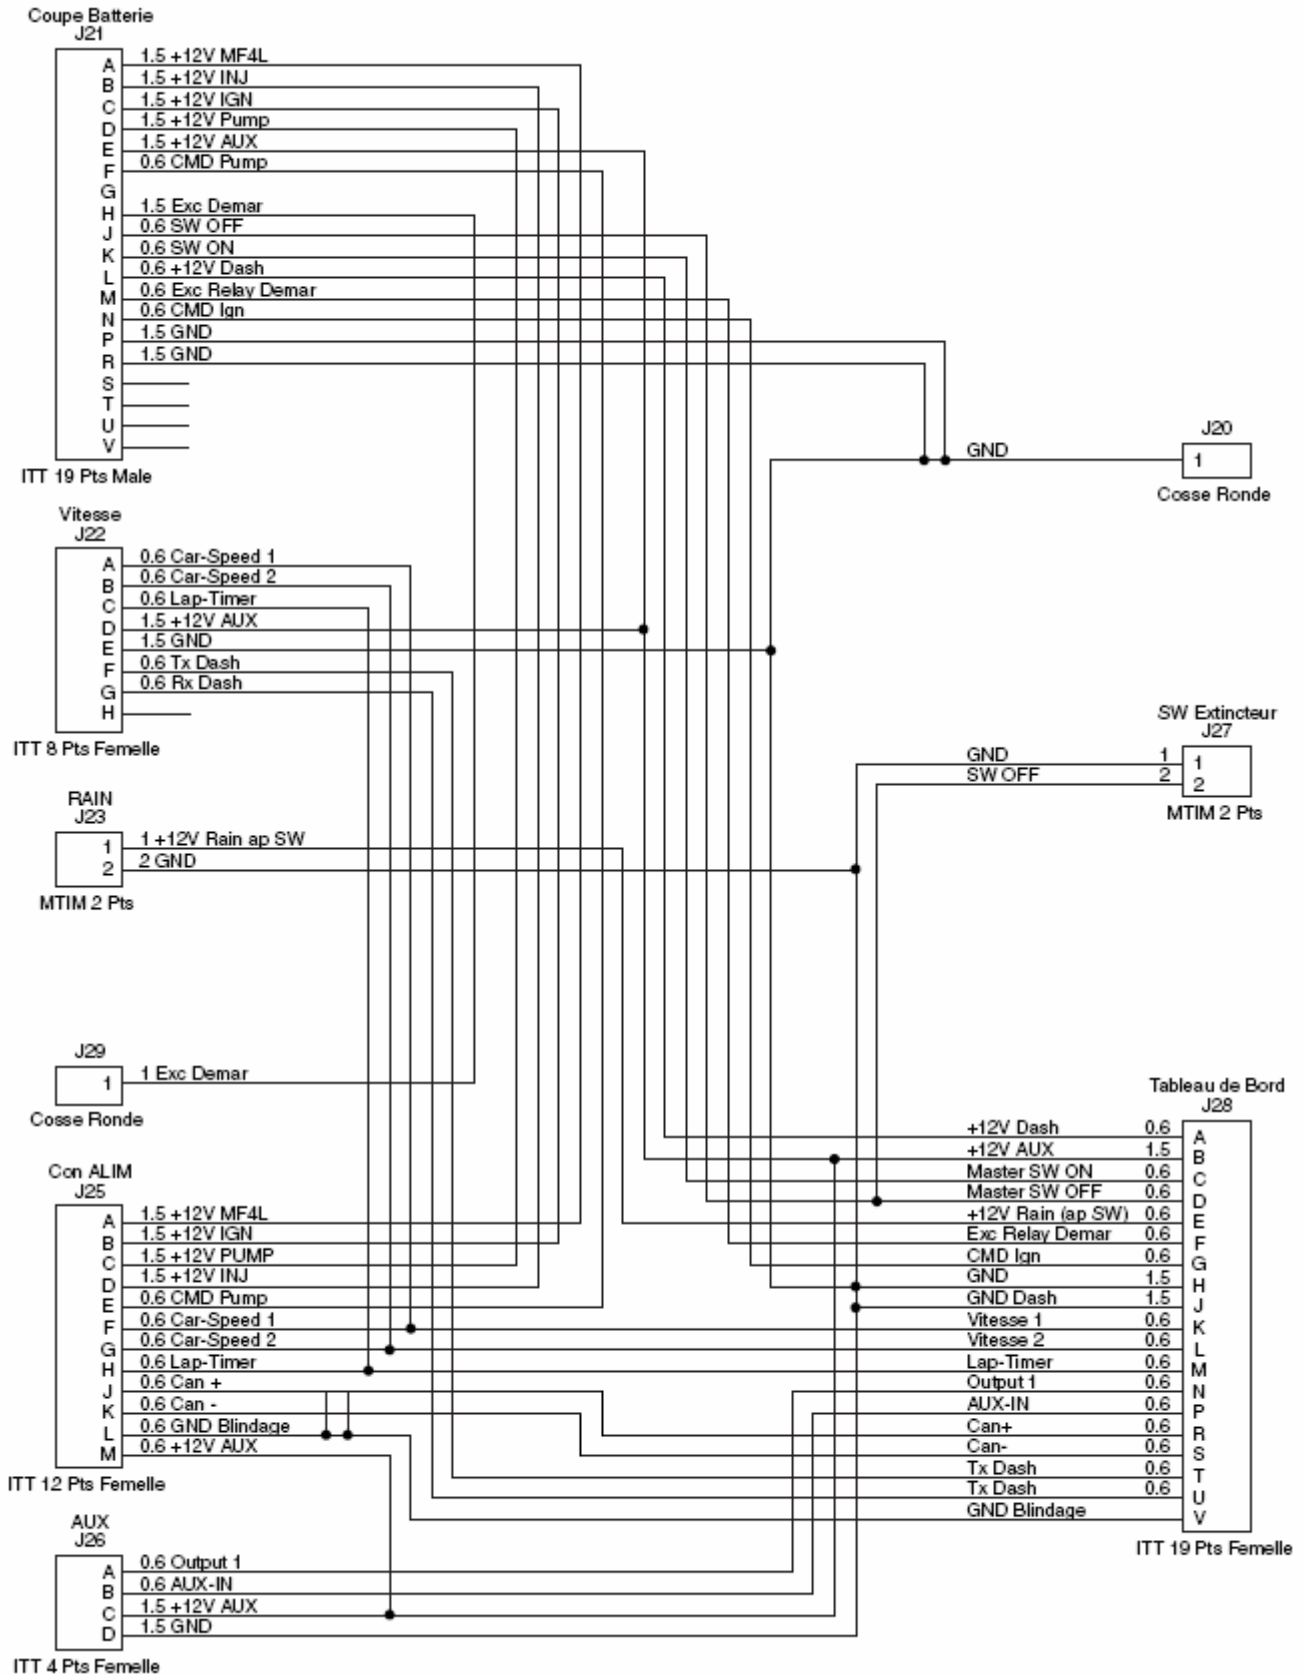 Coupe Batterie
J21
A 1.5 +12V MF4L
B 1.5 +12V INJ
C 1.5 +12V IGN
D 1.5 +12V Pump
E 1.5 +12V AUX
F 0.6 CMD Pump
G
H 1.5 Exc Demar
J 0.6 SW OFF
K 0.6 SW ON
L 0.6 +12V Dash
M 0.6 Exc Relay Demar
N 0.6 CMD Ign
P 1.5 GND
R 1.5 GND
S
T
U
V
ITT 19 Pts Male
J20
GND 1
Cosse Ronde
Vitesse
J22
A 0.6 Car-Speed 1
B 0.6 Car-Speed 2
C 0.6 Lap-Timer
D 1.5 +12V AUX
E 1.5 GND
F 0.6 Tx Dash
G 0.6 Rx Dash
H
ITT 8 Pts Femelle
SW Extincteur
J27
GND 1 1
SW OFF 2 2
MTIM 2 Pts
RAIN
J23
1 1 +12V Rain ap SW
2 2 GND
MTIM 2 Pts
J29
1 1 Exc Demar
Cosse Ronde
Con ALIM
J25
A 1.5 +12V MF4L
B 1.5 +12V IGN
C 1.5 +12V PUMP
D 1.5 +12V INJ
E 0.6 CMD Pump
F 0.6 Car-Speed 1
G 0.6 Car-Speed 2
H 0.6 Lap-Timer
J 0.6 Can +
K 0.6 Can -
L 0.6 GND Blindage
M 0.6 +12V AUX
ITT 12 Pts Femelle
AUX
J26
A 0.6 Output 1
B 0.6 AUX-IN
C 1.5 +12V AUX
D 1.5 GND
ITT 4 Pts Femelle
Tableau de Bord
J28
+12V Dash 0.6 A
+12V AUX 1.5 B
Master SW ON 0.6 C
Master SW OFF 0.6 D
+12V Rain (ap SW) 0.6 E
Exc Relay Demar 0.6 F
CMD Ign 0.6 G
GND 1.5 H
GND Dash 1.5 J
Vitesse 1 0.6 K
Vitesse 2 0.6 L
Lap-Timer 0.6 M
Output 1 0.6 N
AUX-IN 0.6 P
Can+ 0.6 R
Can- 0.6 S
Tx Dash 0.6 T
Tx Dash 0.6 U
GND Blindage V
ITT 19 Pts Femelle